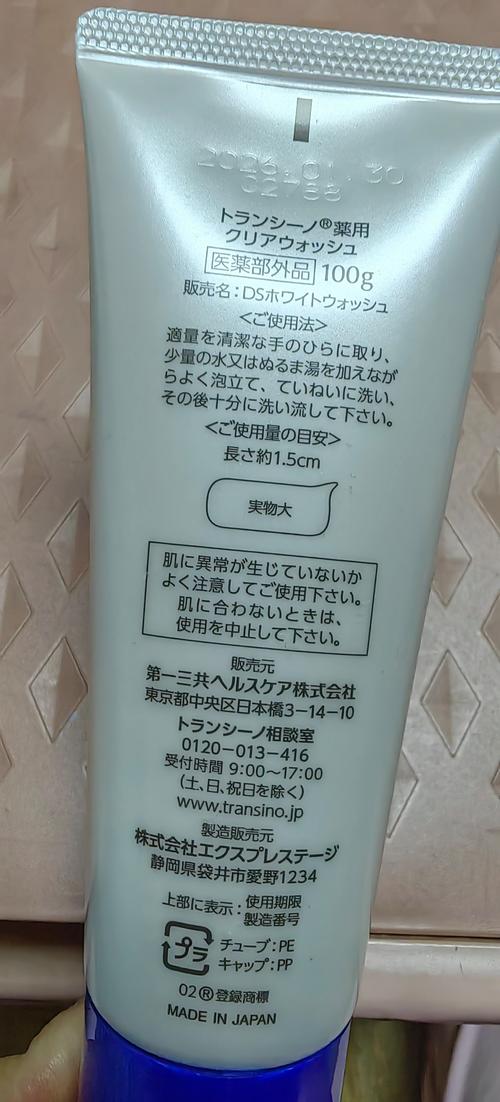 2026.01.30
02788
トランシーノ®薬用
クリアウォッシュ
医薬部外品 100g
販売名:DSホワイトウォッシュ
<ご使用法>
適量を清潔な手のひらに取り、
少量の水又はぬるま湯を加えなが
らよく泡立て、ていねいに洗い、
その後十分に洗い流して下さい。
<ご使用量の目安>
長さ約1.5cm
実物大
肌に異常が生じていないか
よく注意してご使用下さい。
肌に合わないときは、
使用を中止して下さい。
販売元
第一三共ヘルスケア株式会社
東京都中央区日本橋3-14-10
トランシーノ相談室
0120-013-416
受付時間 9:00~17:00
(土、日、祝日を除く)
www.transino.jp
製造販売元
株式会社エクスプレステージ
静岡県袋井市愛野1234
上部に表示:使用期限
製造番号
プラ チューブ:PE
キャップ:PP
02®登録商標
MADE IN JAPAN